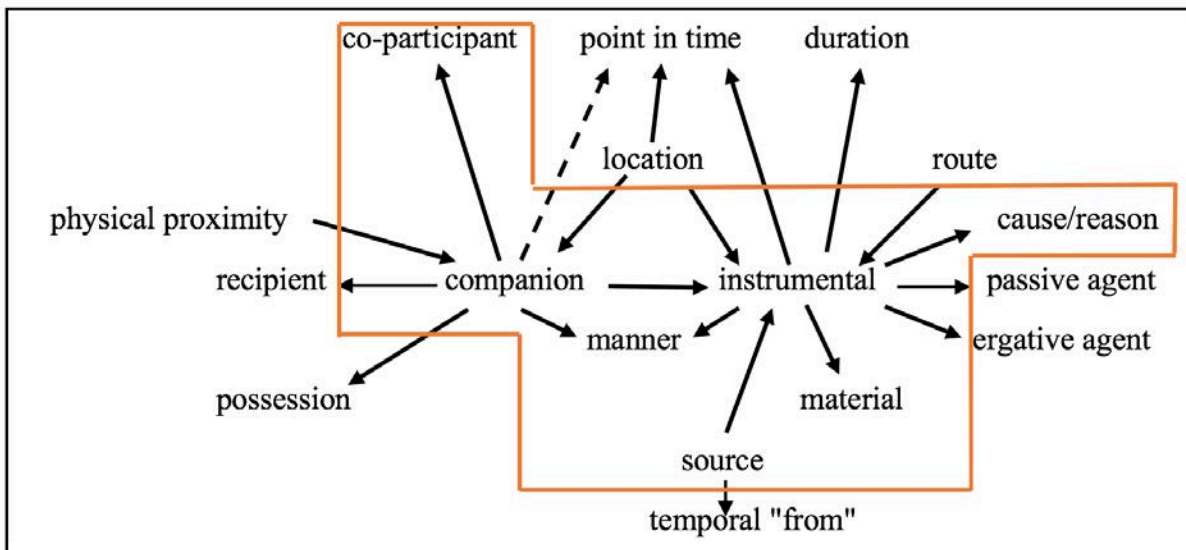 co-participant point in time duration
location route
physical proximity cause/reason
recipient companion instrumental passive agent
manner ergative agent
possession material
source
temporal "from"